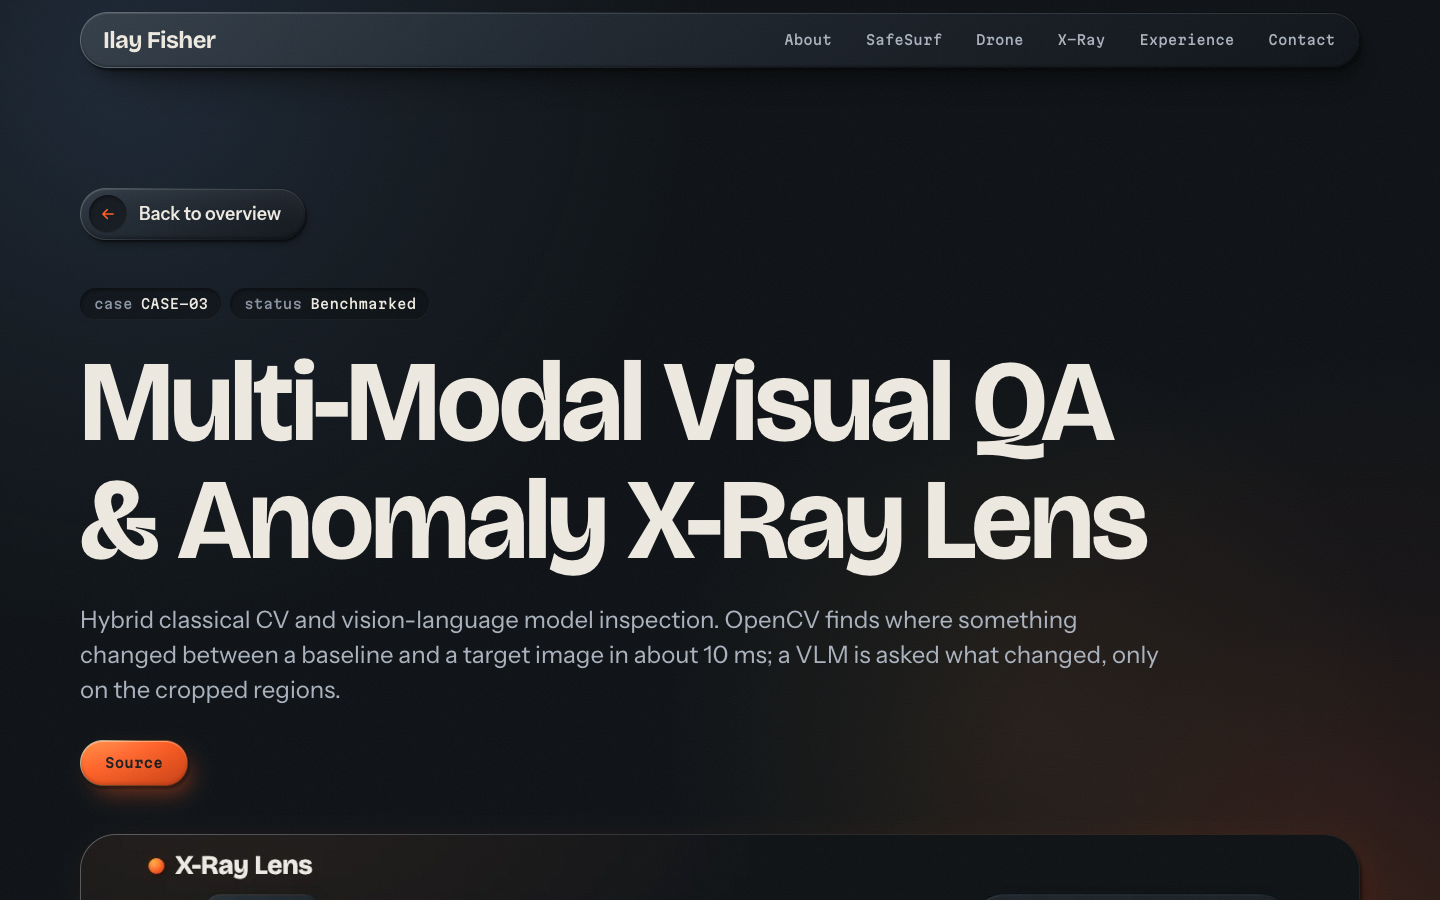 Ilay Fisher
About SafeSurf Drone X-Ray Experience Contact
← Back to overview
case CASE-03 status Benchmarked
Multi-Modal Visual QA
& Anomaly X-Ray Lens
Hybrid classical CV and vision-language model inspection. OpenCV finds where something
changed between a baseline and a target image in about 10 ms; a VLM is asked what changed, only
on the cropped regions.
Source
X-Ray Lens